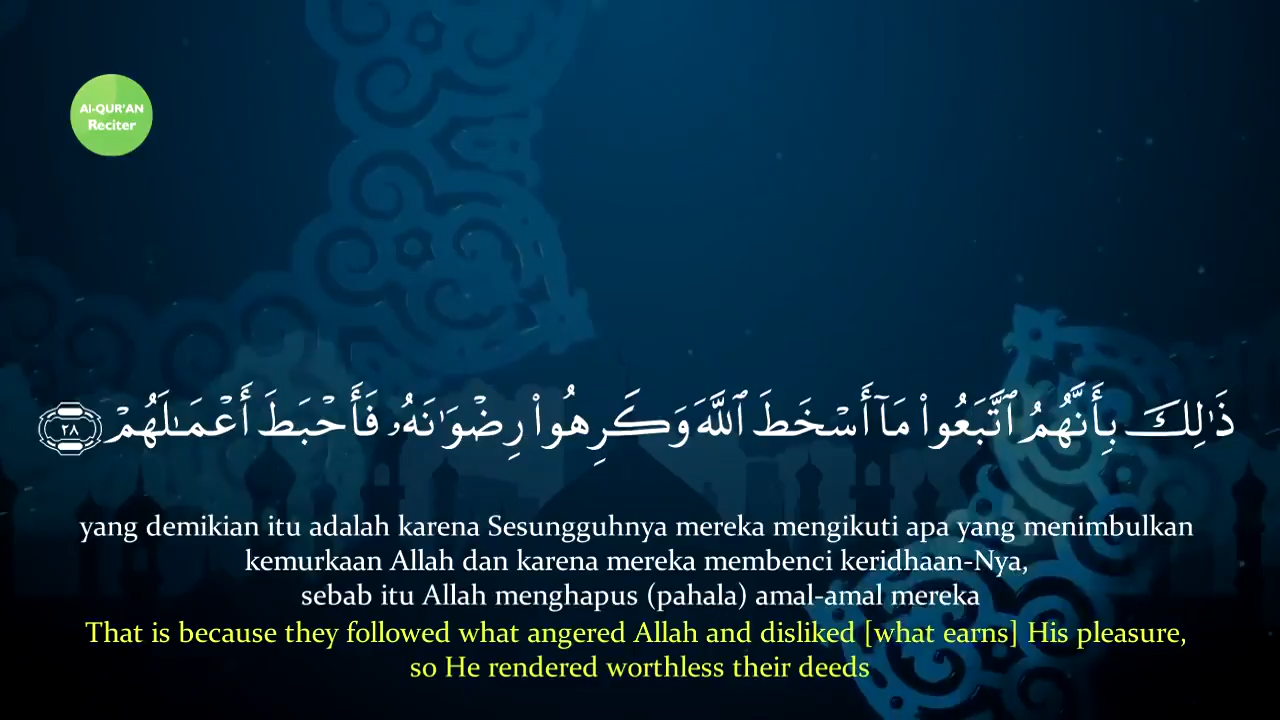 Al-QUR'AN
Reciter
ذَٰلِكَ بِأَنَّهُمُ ٱتَّبَعُوا۟ مَآ أَسْخَطَ ٱللَّهَ وَكَرِهُوا۟ رِضْوَٰنَهُۥ فَأَحْبَطَ أَعْمَـٰلَهُمْ ٢٨
yang demikian itu adalah karena Sesungguhnya mereka mengikuti apa yang menimbulkan
kemurkaan Allah dan karena mereka membenci keridhaan-Nya,
sebab itu Allah menghapus (pahala) amal-amal mereka
That is because they followed what angered Allah and disliked [what earns] His pleasure,
so He rendered worthless their deeds